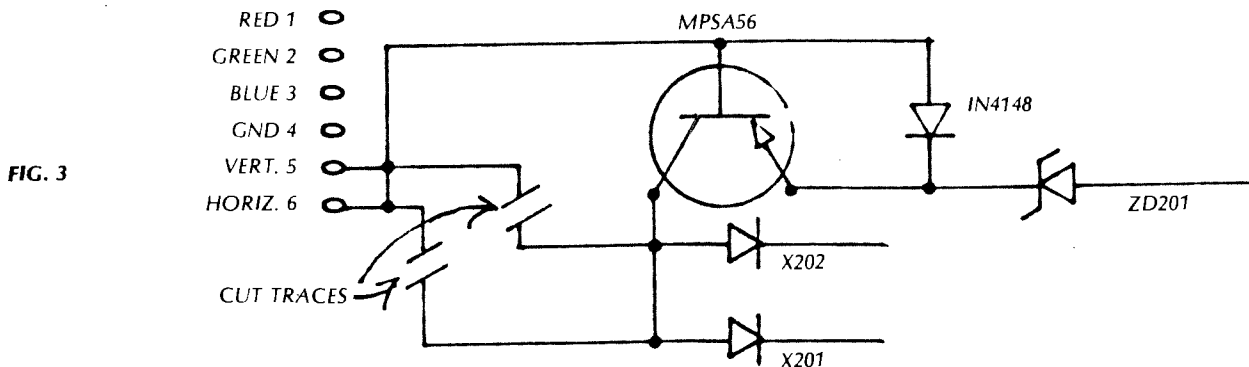 RED 1
GREEN 2
BLUE 3
GND 4
VERT. 5
HORIZ. 6
FIG. 3
CUT TRACES
MPSA56
IN4148
ZD201
X202
X201